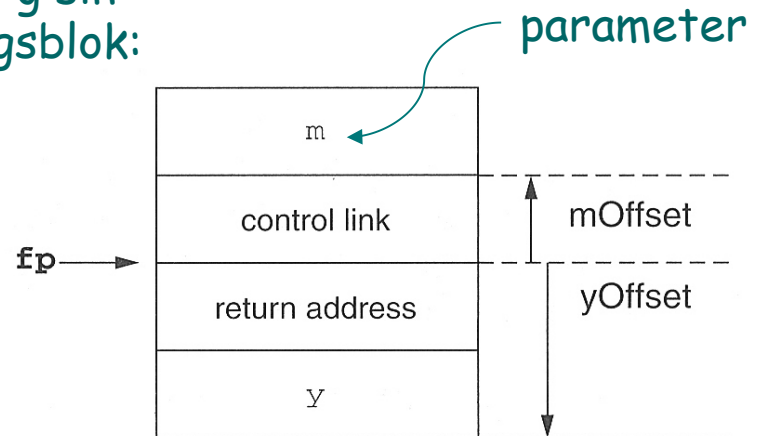 gsblok:
parameter
m
control link
mOffset
fp
return address
yOffset
y